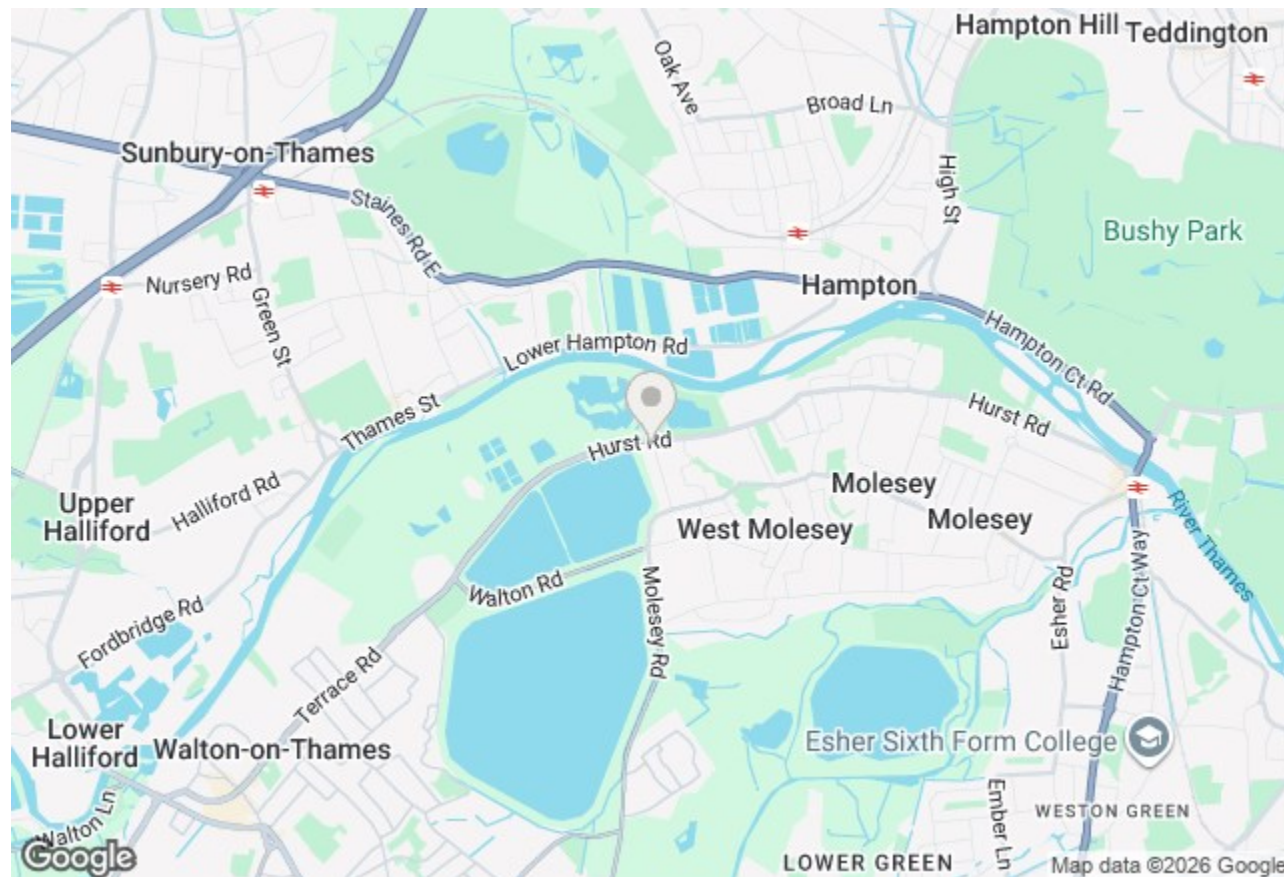 Hampton Hill
Teddington
Oak Ave
Broad Ln
Sunbury-on-Thames
High St
Staines Rd E
Bushy Park
Nursery Rd
Hampton
Green St
Hampton Ct Rd
Lower Hampton Rd
Thames St
Hurst Rd
Hurst Rd
Upper
Halliford
Halliford Rd
Molesey
Molesey
West Molesey
River Thames
Walton Rd
Molesey Rd
Esher Rd
Hampton Ct Way
Fordbridge Rd
Terrace Rd
Lower
Halliford
Walton-on-Thames
Esher Sixth Form College
Walton Ln
Ember Ln
WESTON GREEN
LOWER GREEN
Google
Map data ©2026 Google